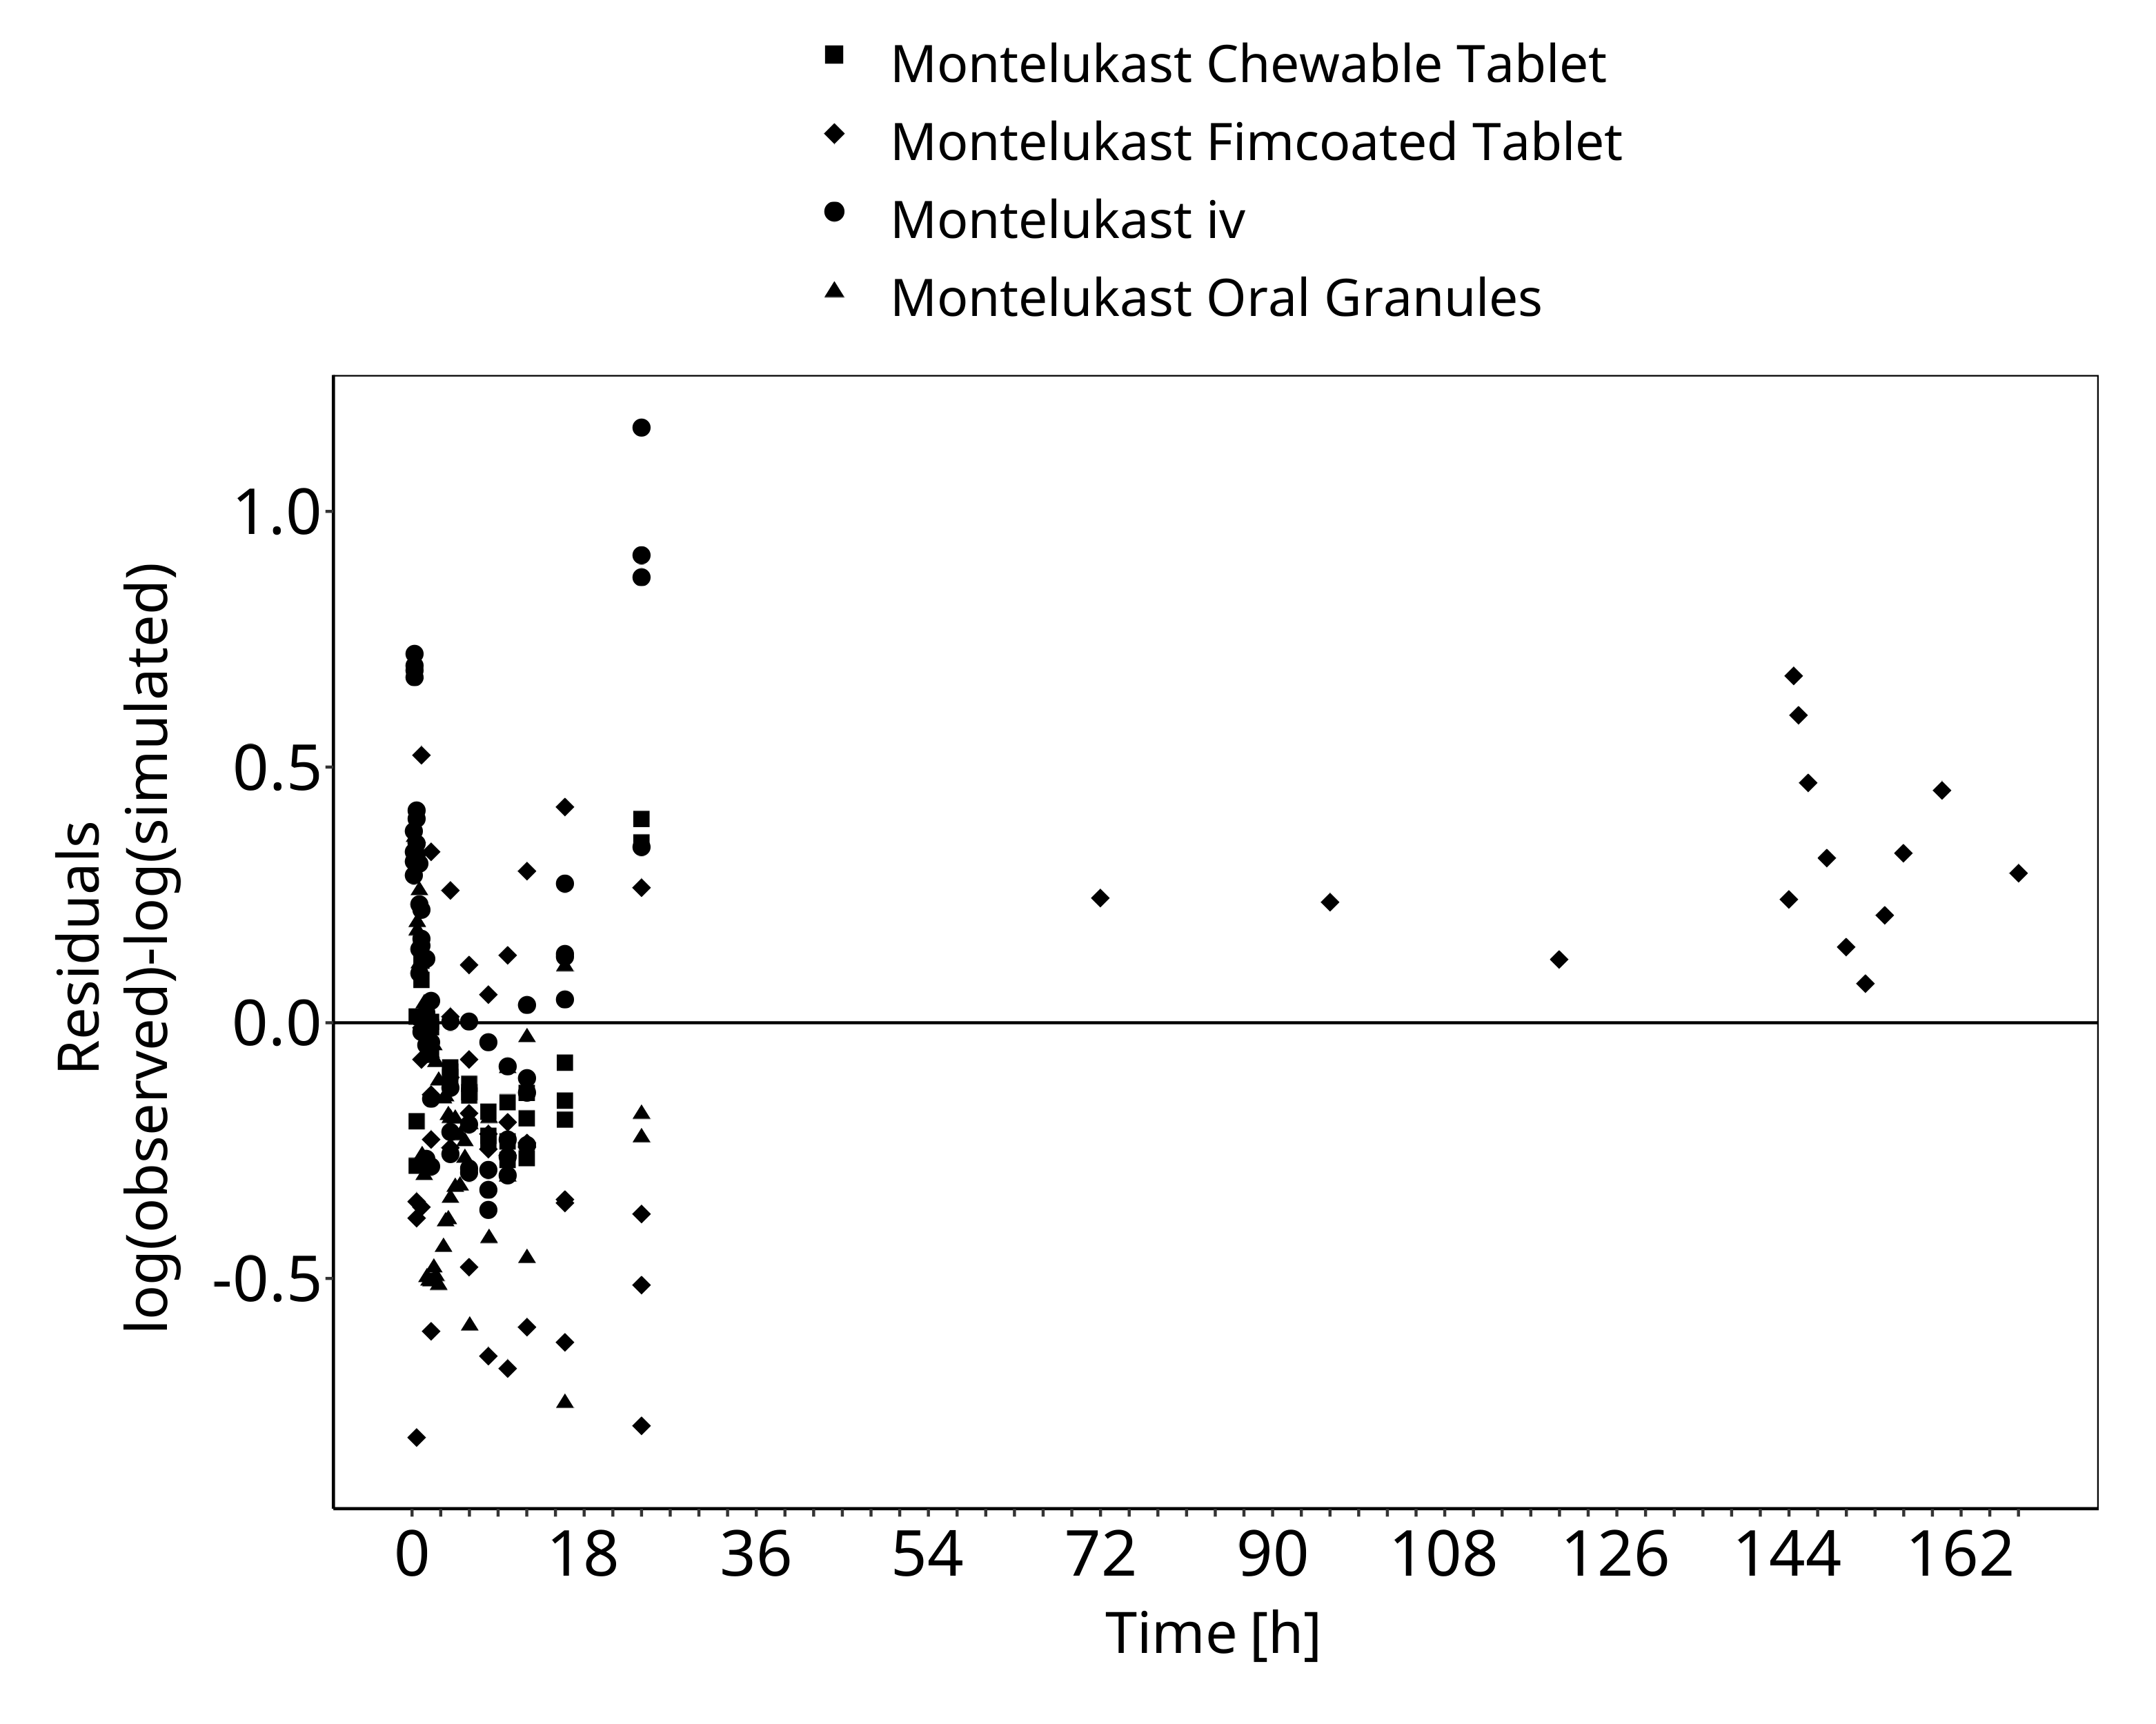 Montelukast Chewable Tablet
Montelukast Fimcoated Tablet
Montelukast iv
Montelukast Oral Granules
1.0
0.5
0.0
-0.5
Residuals
log(observed)-log(simulated)
0 18 36 54 72 90 108 126 144 162
Time [h]